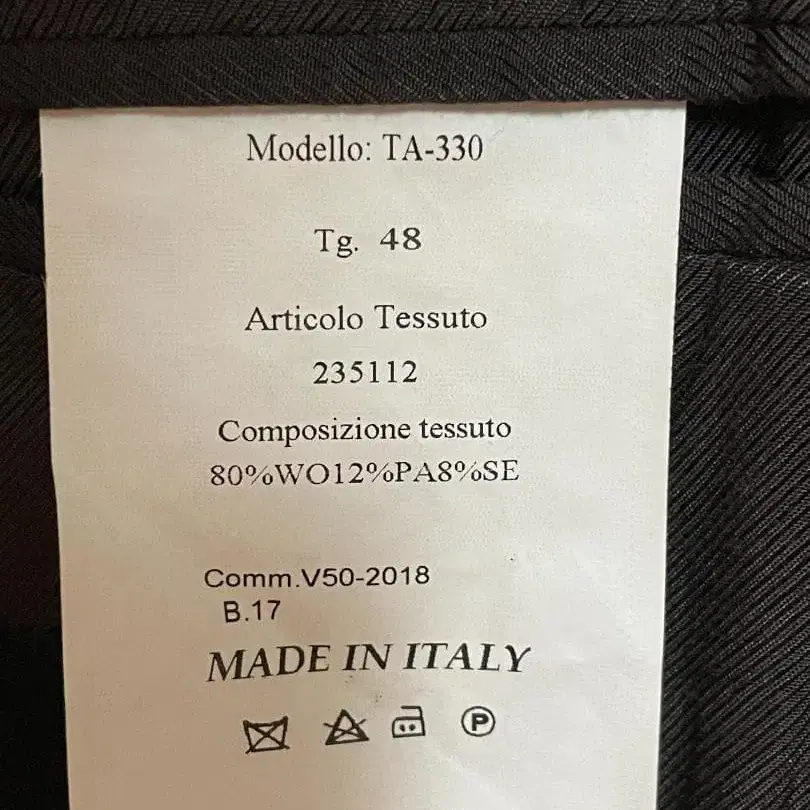 Modello: TA-330
Tg. 48
Articolo Tessuto
235112
Composizione tessuto
80%WO12%PA8%SE
Comm.V50-2018
B.17
MADE IN ITALY
P